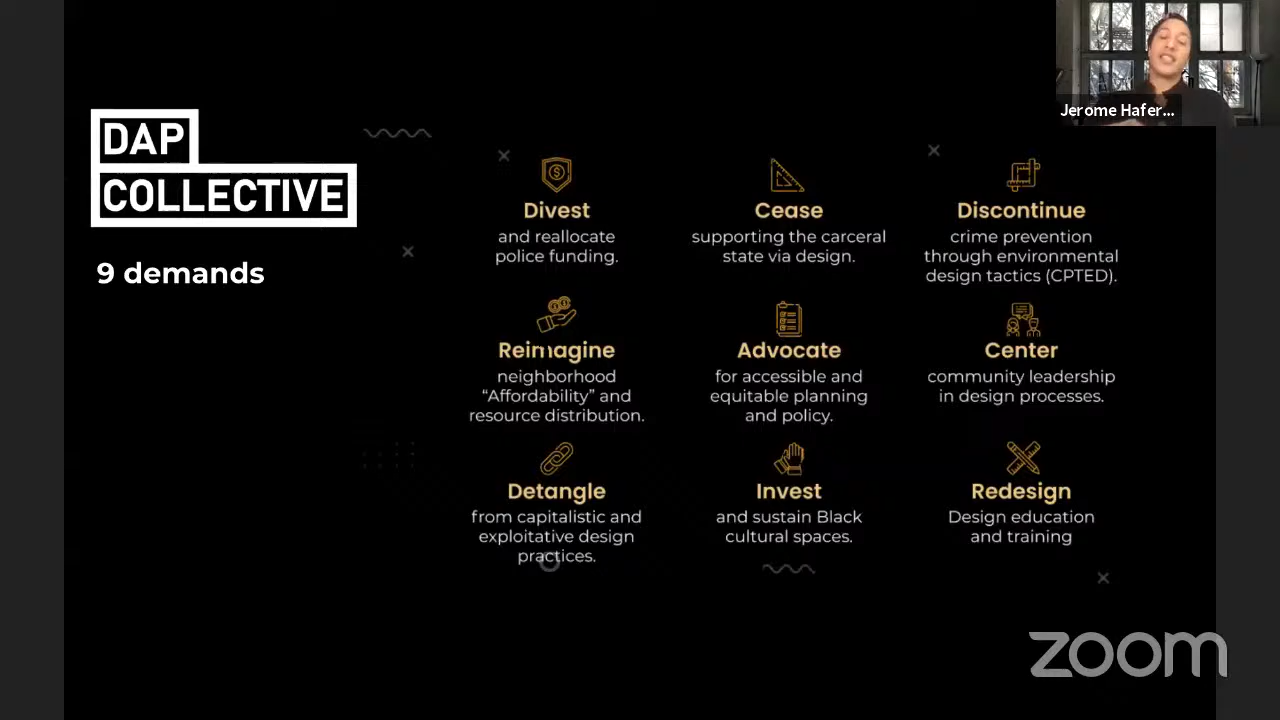 Jerome Hafer...
DAP
COLLECTIVE
9 demands
Divest
and reallocate
police funding.
Cease
supporting the carceral
state via design.
Discontinue
crime prevention
through environmental
design tactics (CPTED).
Reimagine
neighborhood
“Affordability” and
resource distribution.
Advocate
for accessible and
equitable planning
and policy.
Center
community leadership
in design processes.
Detangle
from capitalistic and
exploitative design
practices.
Invest
and sustain Black
cultural spaces.
Redesign
Design education
and training
zoom